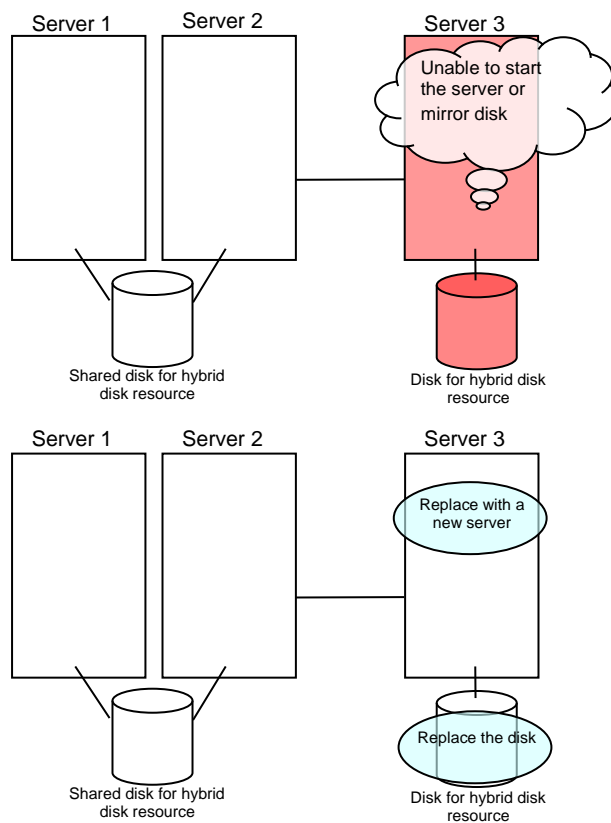 Server 1
Server 2
Server 3
Unable to start
the server or
mirror disk
Shared disk for hybrid
disk resource
Disk for hybrid disk
resource
Server 1
Server 2
Server 3
Replace with a
new server
Replace the disk
Shared disk for hybrid
disk resource
Disk for hybrid disk
resource